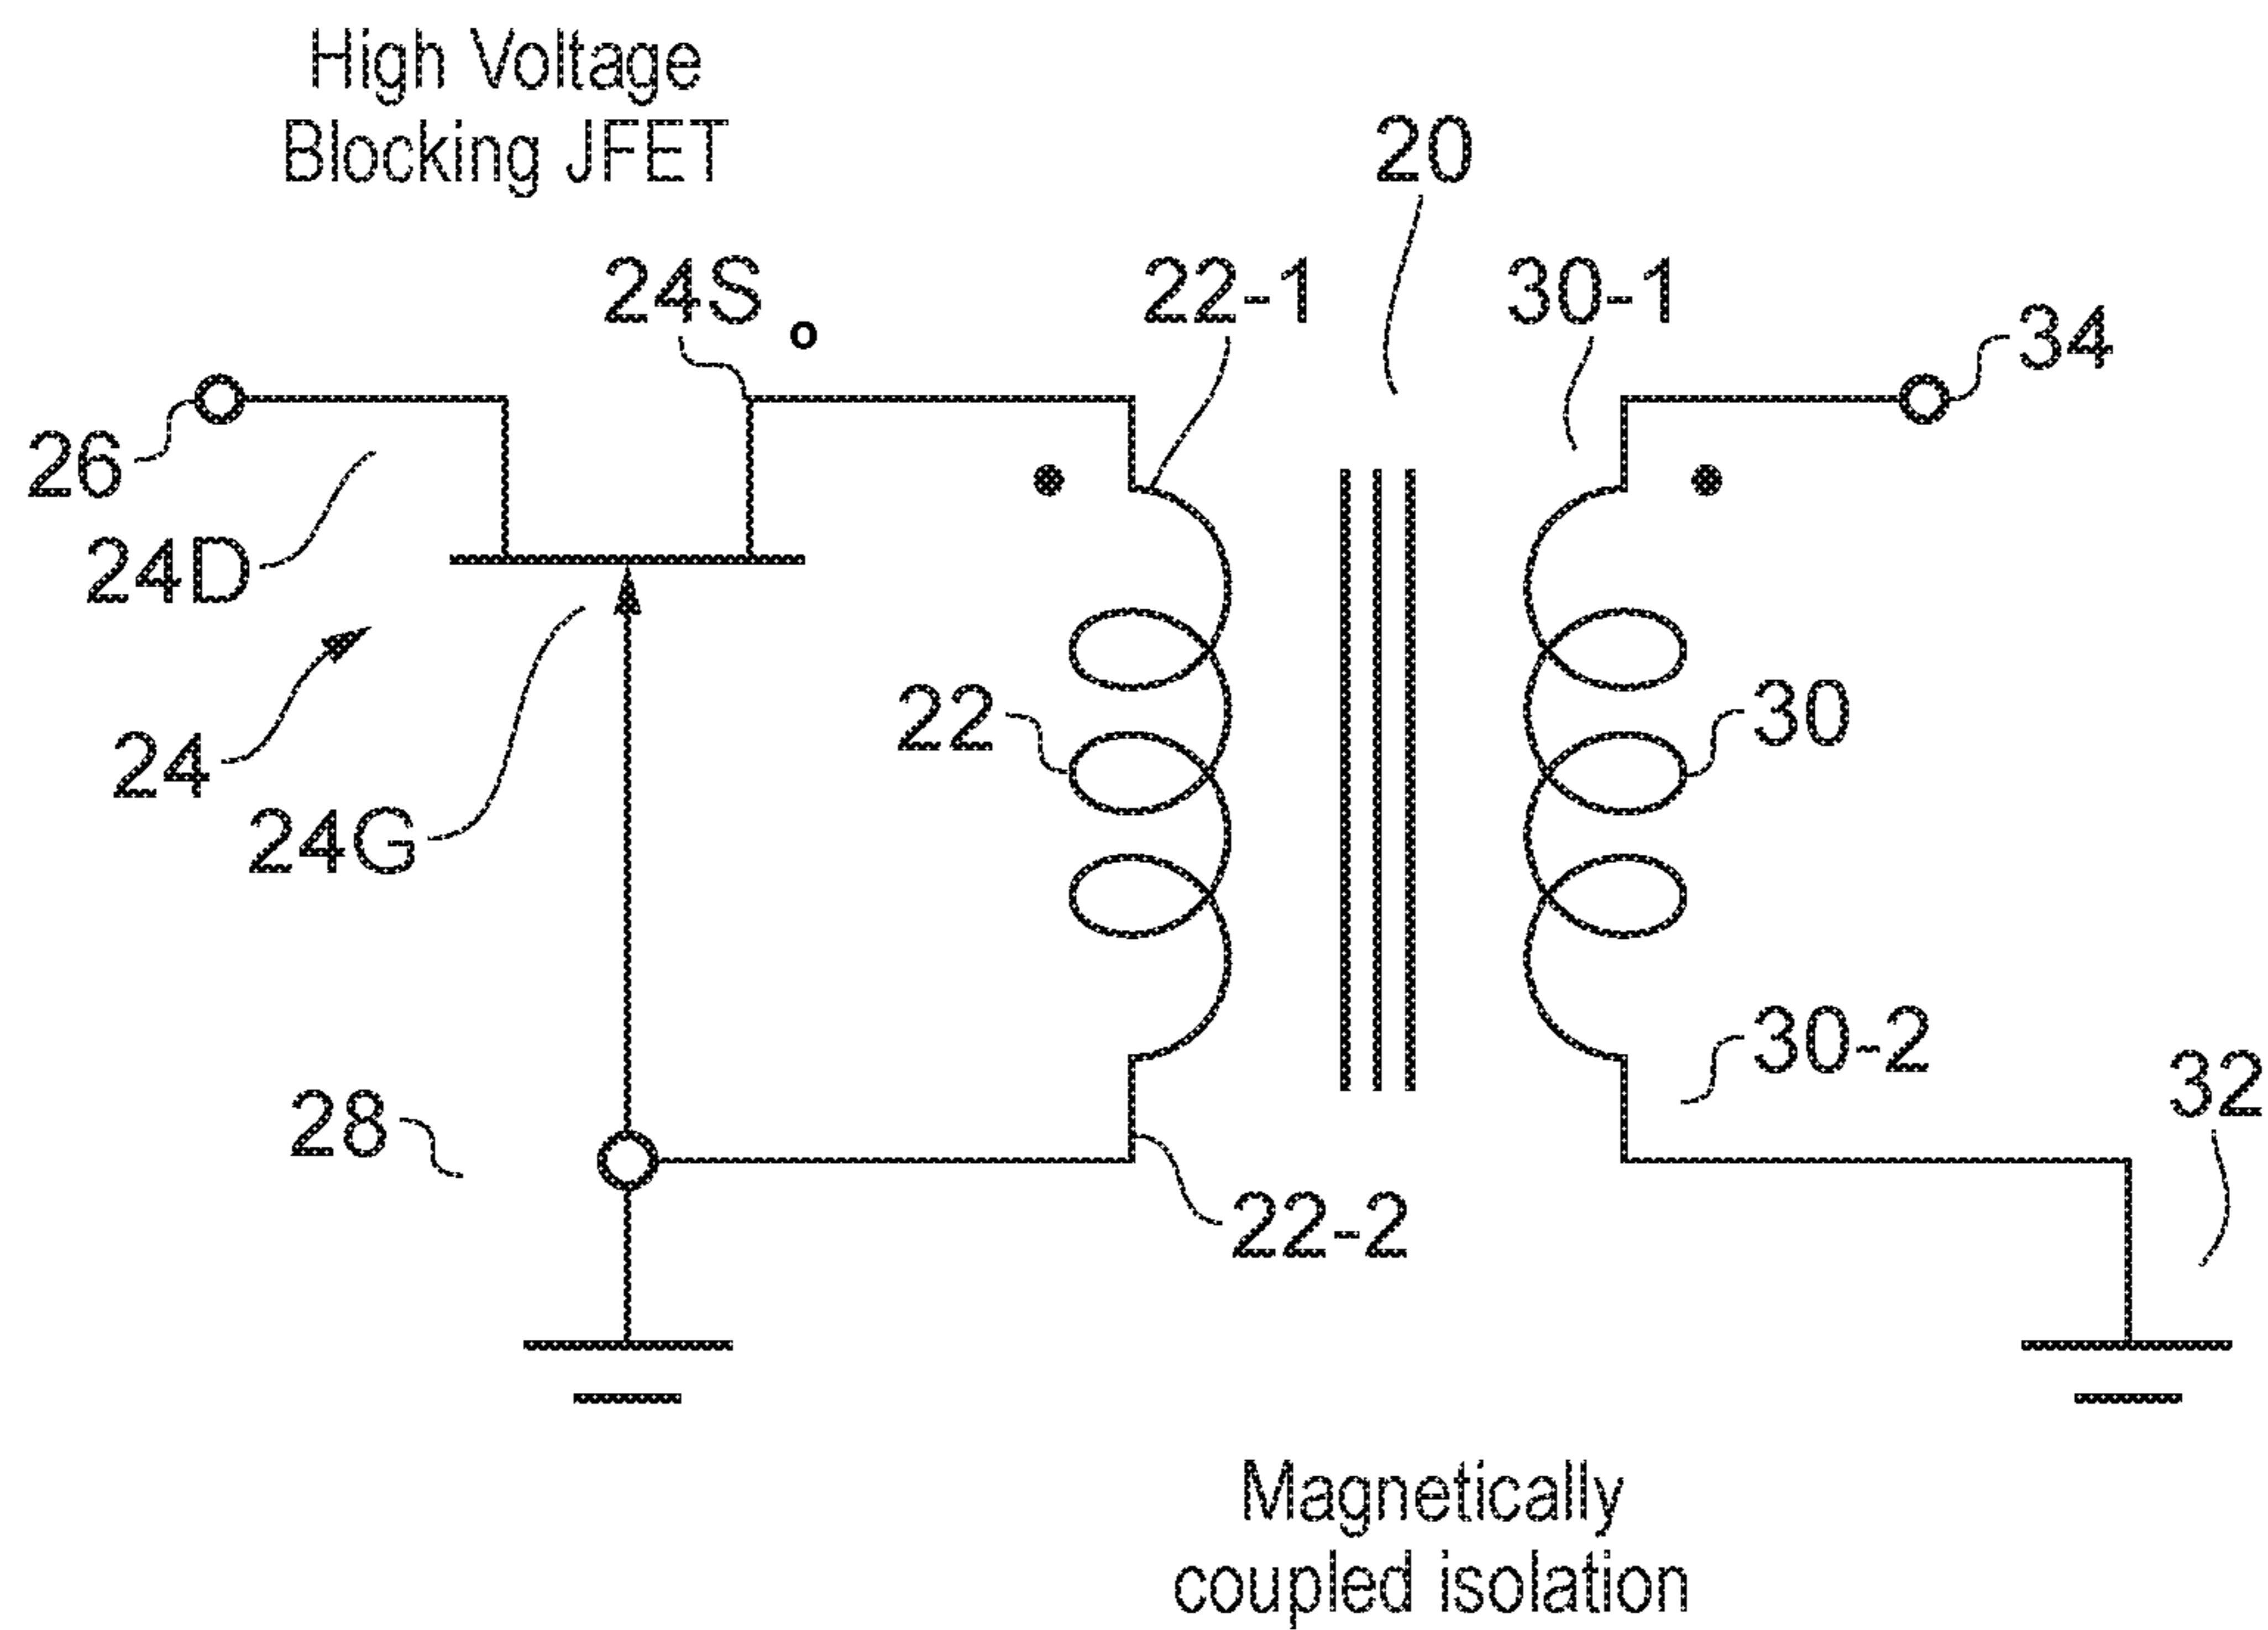 High Voltage
Blocking JFET
20
24S
22-1
30-1
34
26
24D
24
22
30
24G
30-2
32
28
22-2
Magnetically
coupled isolation